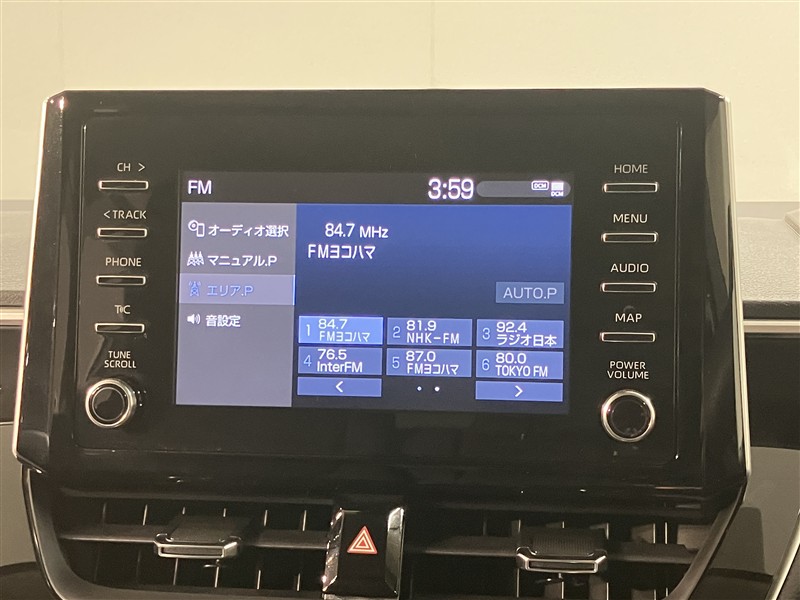 CH >
< TRACK
PHONE
T C
TUNE
SCROLL
FM
3:59
DCM
DCM
オーディオ選択
マニュアル.P
エリア.P
音設定
84.7 MHz
FMヨコハマ
AUTO.P
1 84.7 FMヨコハマ
2 81.9 NHK-FM
3 92.4 ラジオ日本
4 76.5 InterFM
5 87.0 FMヨコハマ
6 80.0 TOKYO FM
<
>
HOME
MENU
AUDIO
MAP
POWER
VOLUME